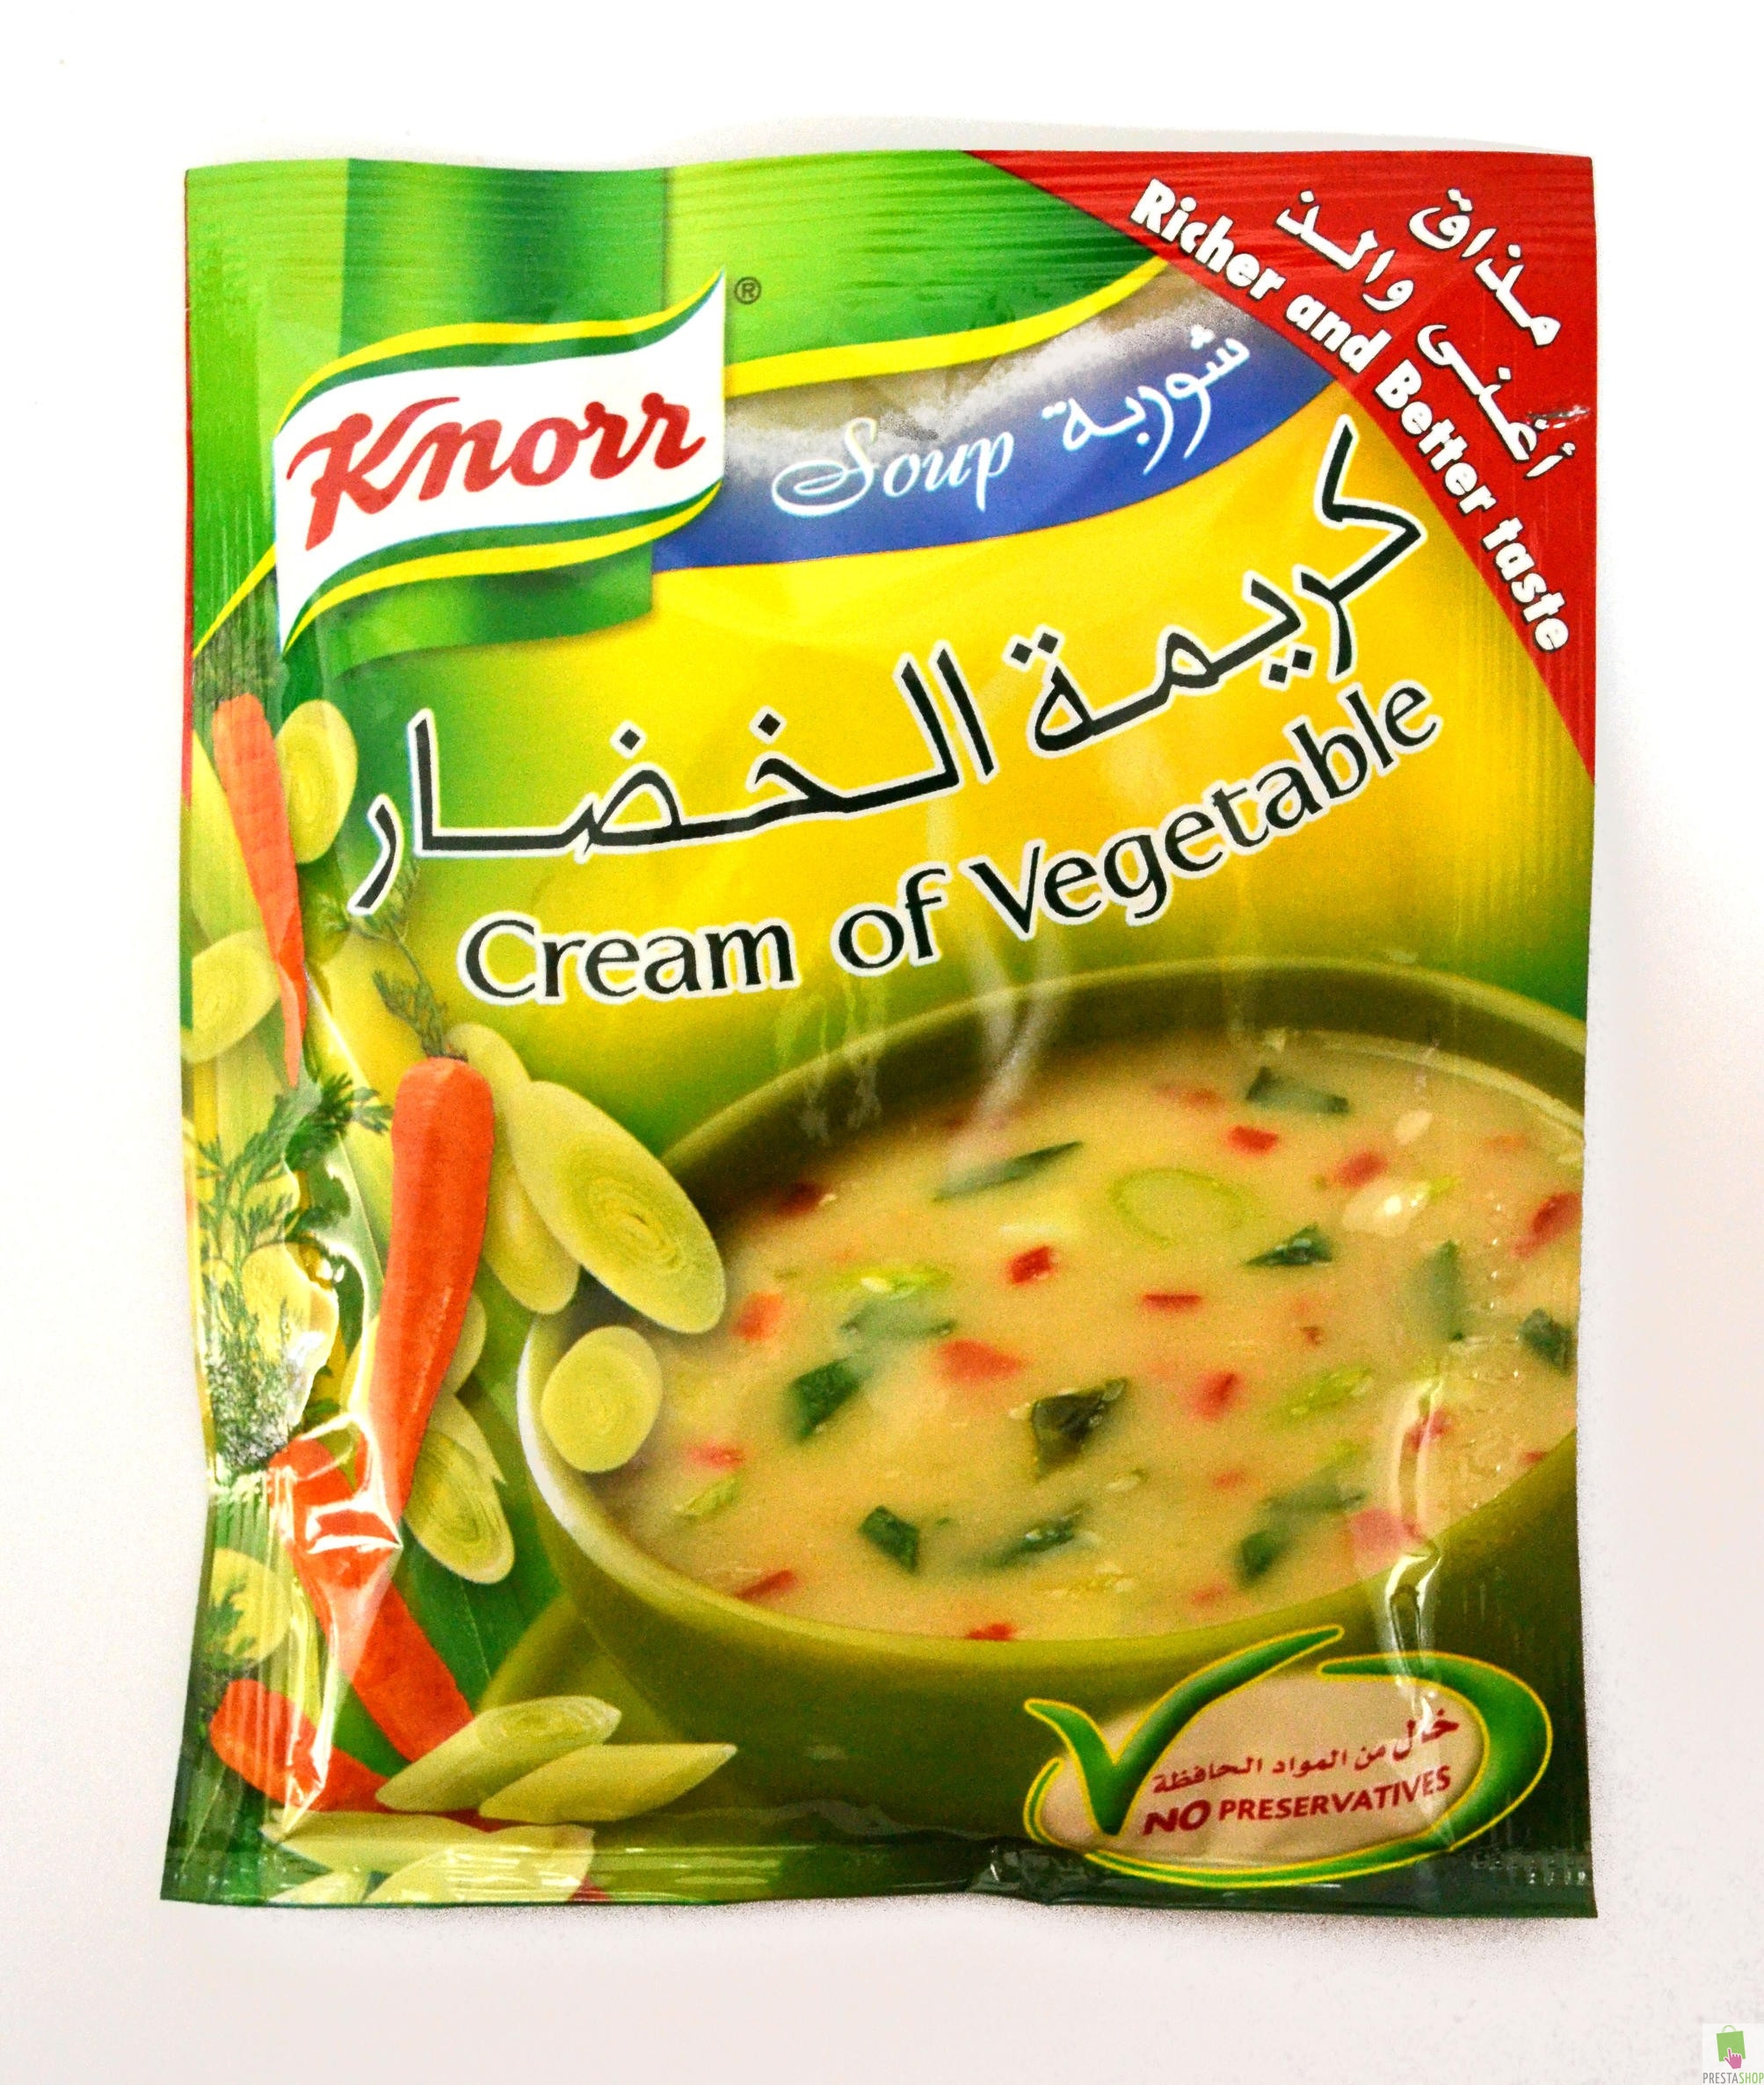 مذاق
أغنى والذ
Richer and Better taste
Knorr®
Soup شوربة
كريمة الخضار
Cream of Vegetable
خال من المواد الحافظة
NO PRESERVATIVES
PRESTASHOP